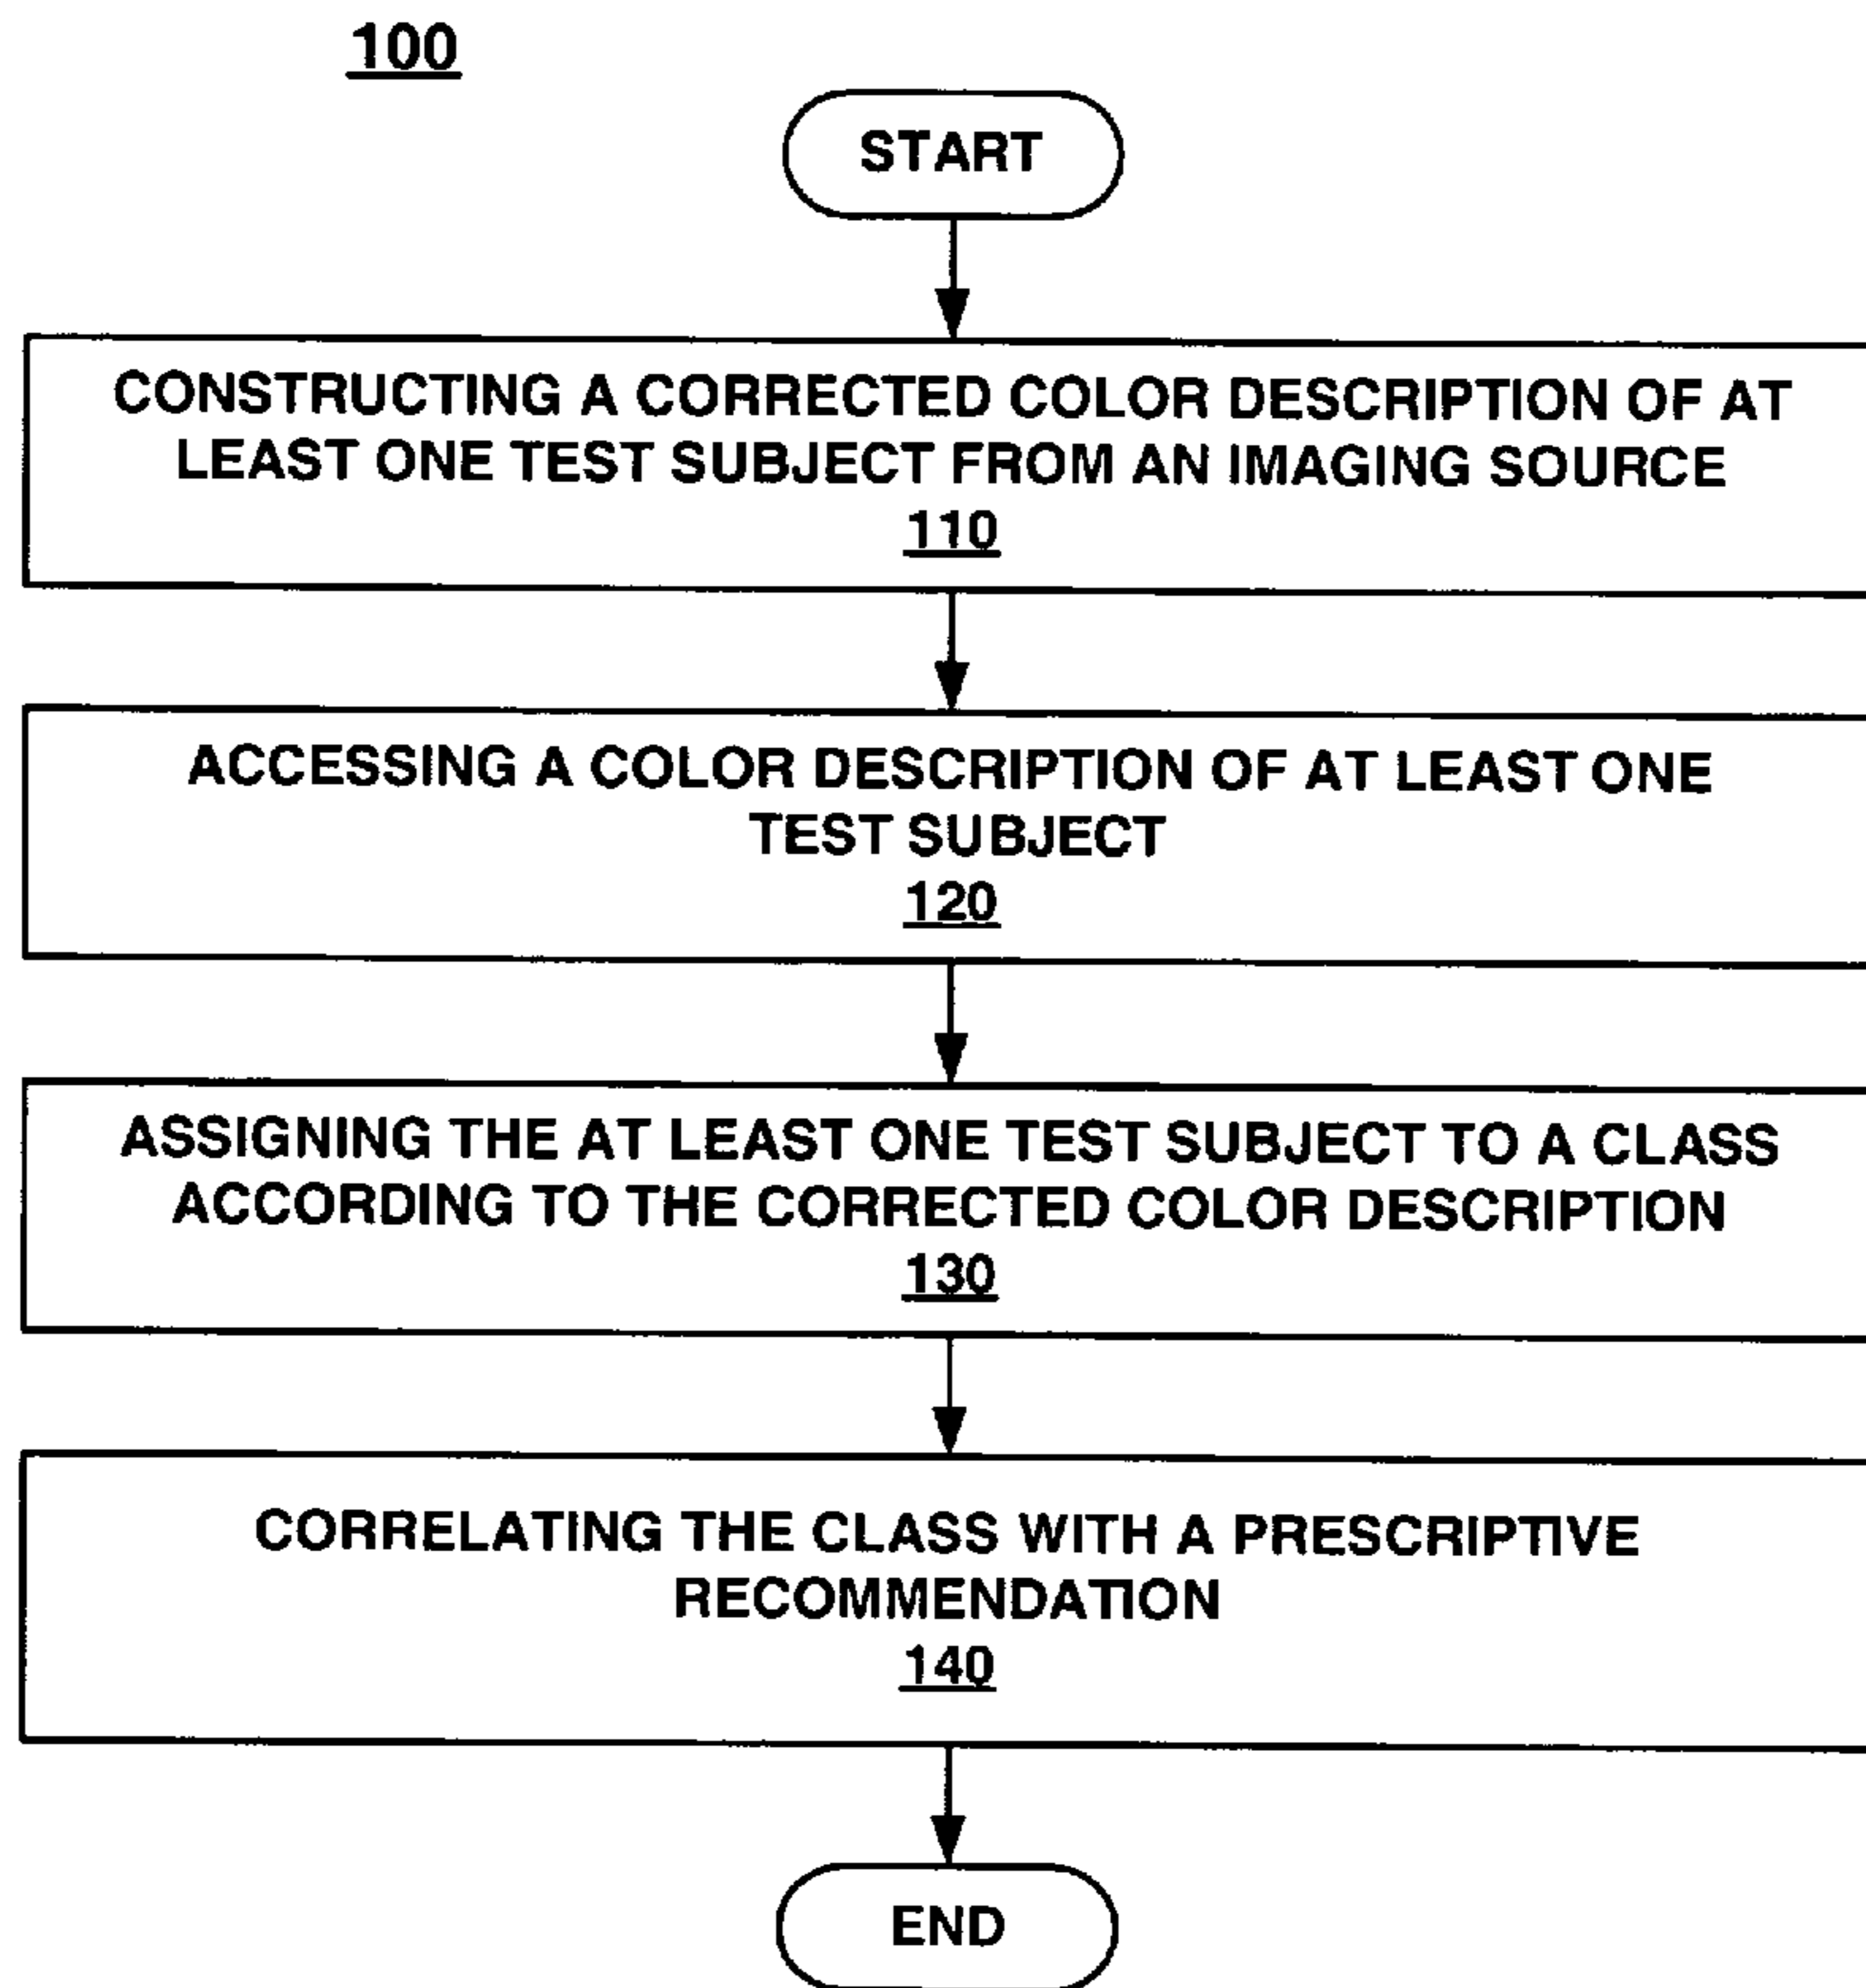 100
START
CONSTRUCTING A CORRECTED COLOR DESCRIPTION OF AT
LEAST ONE TEST SUBJECT FROM AN IMAGING SOURCE
110
ACCESSING A COLOR DESCRIPTION OF AT LEAST ONE
TEST SUBJECT
120
ASSIGNING THE AT LEAST ONE TEST SUBJECT TO A CLASS
ACCORDING TO THE CORRECTED COLOR DESCRIPTION
130
CORRELATING THE CLASS WITH A PRESCRIPTIVE
RECOMMENDATION
140
END